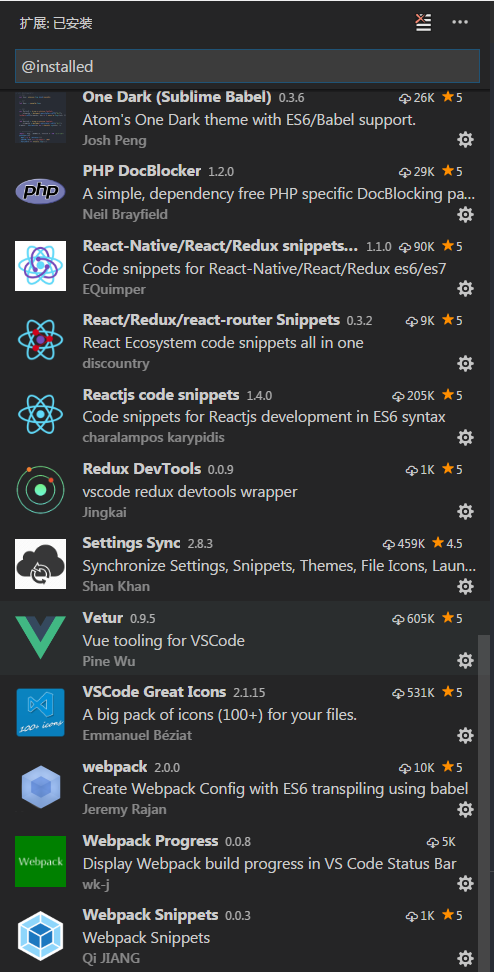 扩展: 已安装
@installed
One Dark (Sublime Babel) 0.3.6 26K 5
Atom's One Dark theme with ES6/Babel support.
Josh Peng
PHP DocBlocker 1.2.0 29K 5
php
A simple, dependency free PHP specific DocBlocking pa...
Neil Brayfield
React-Native/React/Redux snippets... 1.1.0 90K 5
Code snippets for React-Native/React/Redux es6/es7
EQuimper
React/Redux/react-router Snippets 0.3.2 9K 5
React Ecosystem code snippets all in one
discountry
Reactjs code snippets 1.4.0 205K 5
Code snippets for Reactjs development in ES6 syntax
charalampos karypidis
Redux DevTools 0.0.9 1K 5
vscode redux devtools wrapper
Jingkai
Settings Sync 2.8.3 459K 4.5
Synchronize Settings, Snippets, Themes, File Icons, Laun...
Shan Khan
Vetur 0.9.5 605K 5
Vue tooling for VSCode
Pine Wu
VSCode Great Icons 2.1.15 531K 5
A big pack of icons (100+) for your files.
100+ icons
Emmanuel Béziat
webpack 2.0.0 10K 5
Create Webpack Config with ES6 transpiling using babel
Jeremy Rajan
Webpack Progress 0.0.8 5K
Webpack
Display Webpack build progress in VS Code Status Bar
wk-j
Webpack Snippets 0.0.3 1K 5
Webpack Snippets
Qi JIANG